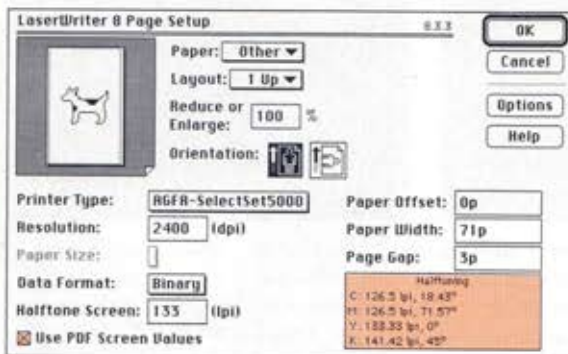 LaserWriter 8 Page Setup
8.3.3
OK
Paper: Other
Cancel
Layout: 1 Up
Reduce or
Enlarge: 100 %
Options
Help
Orientation:
Printer Type: AGFA-SelectSet5000
Paper Offset: 0p
Resolution: 2400 (dpi)
Paper Width: 71p
Paper Size:
Page Gap: 3p
Data Format: Binary
Halftoning
C: 126.5 lpi, 18.43°
M: 126.5 lpi, 71.57°
Y: 133.33 lpi, 0°
K: 141.42 lpi, 45°
Halftone Screen: 133 (lpi)
Use PDF Screen Values